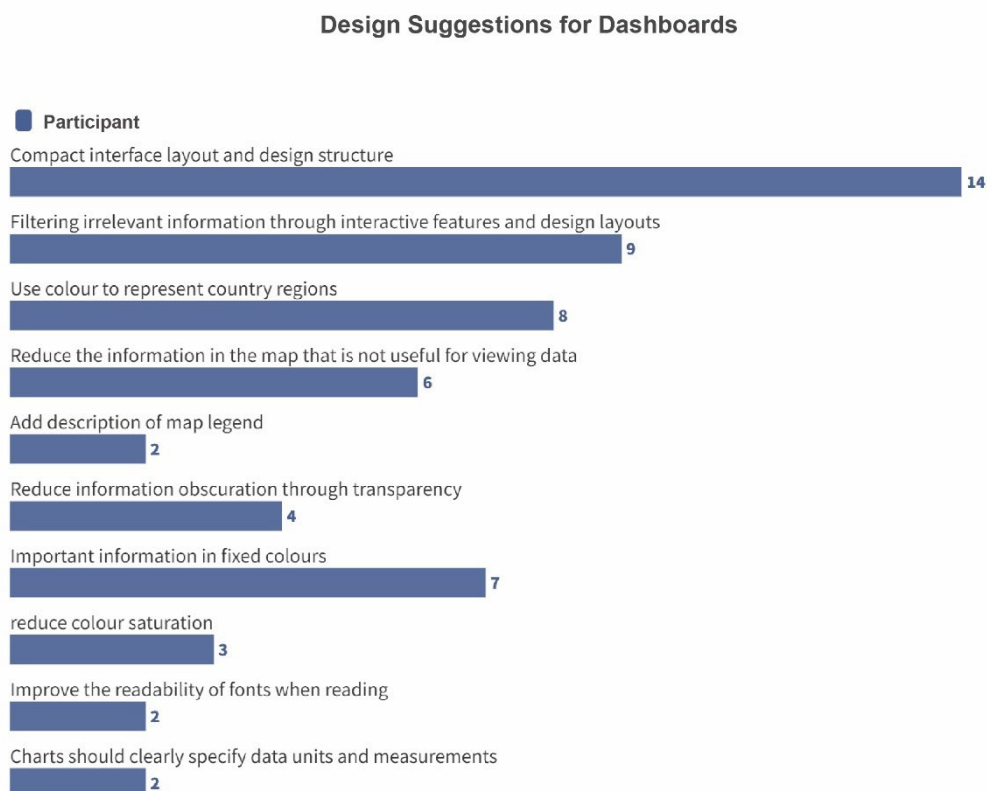 Design Suggestions for Dashboards
Participant
Compact interface layout and design structure
14
Filtering irrelevant information through interactive features and design layouts
9
Use colour to represent country regions
8
Reduce the information in the map that is not useful for viewing data
6
Add description of map legend
2
Reduce information obscuration through transparency
4
Important information in fixed colours
7
reduce colour saturation
3
Improve the readability of fonts when reading
2
Charts should clearly specify data units and measurements
2